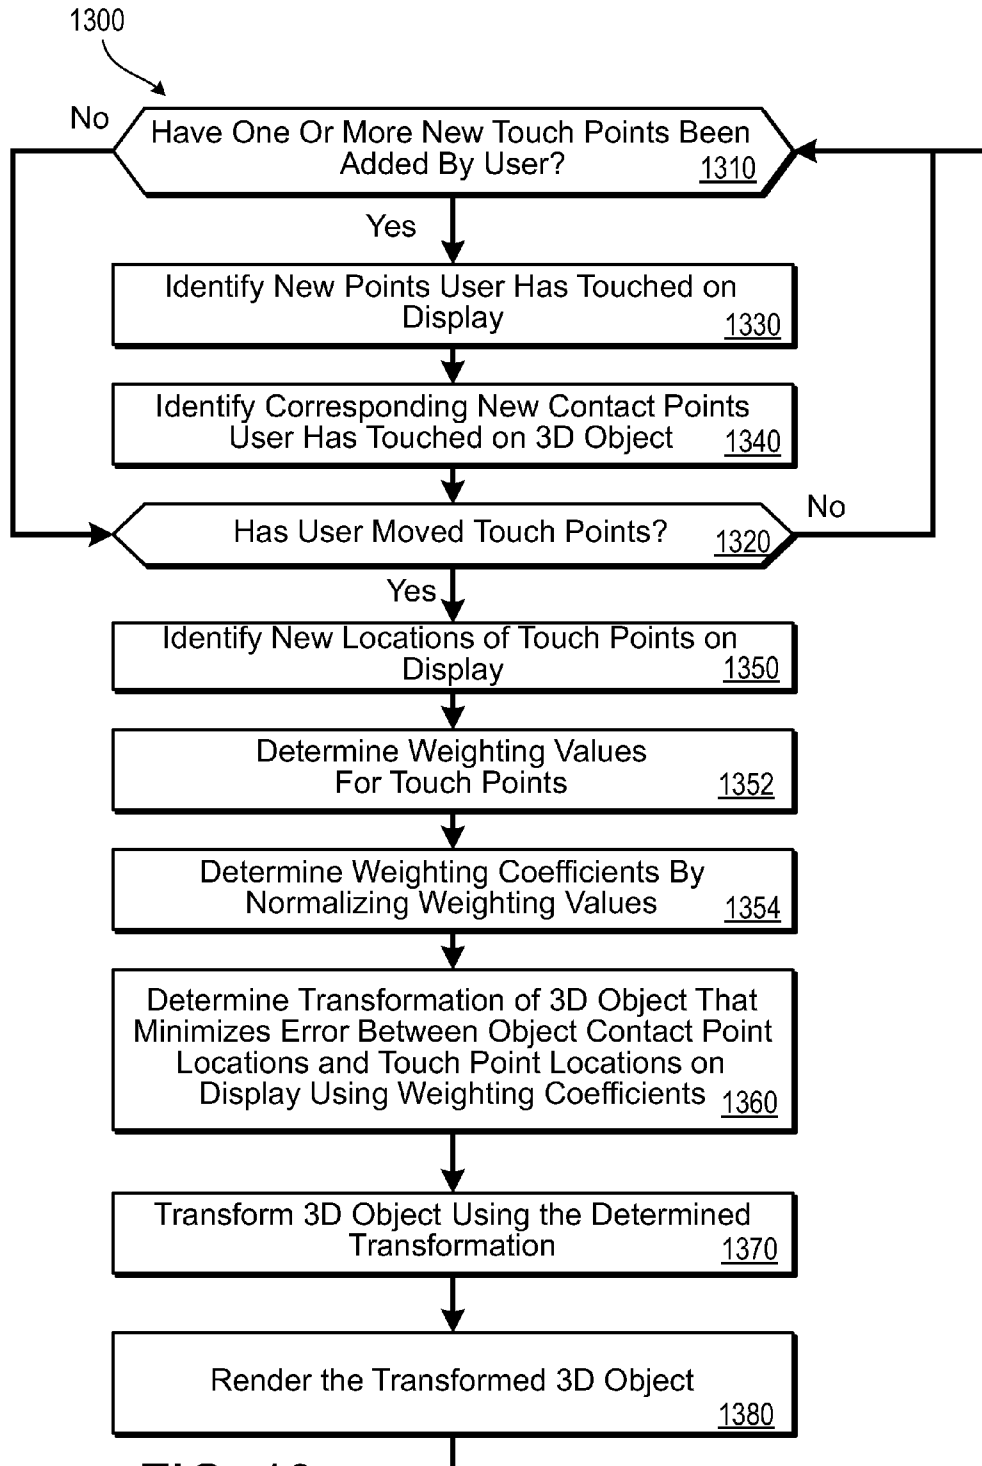 1300
No
Have One Or More New Touch Points Been
Added By User?
1310
Yes
Identify New Points User Has Touched on
Display
1330
Identify Corresponding New Contact Points
User Has Touched on 3D Object
1340
Has User Moved Touch Points?
1320
No
Yes
Identify New Locations of Touch Points on
Display
1350
Determine Weighting Values
For Touch Points
1352
Determine Weighting Coefficients By
Normalizing Weighting Values
1354
Determine Transformation of 3D Object That
Minimizes Error Between Object Contact Point
Locations and Touch Point Locations on
Display Using Weighting Coefficients
1360
Transform 3D Object Using the Determined
Transformation
1370
Render the Transformed 3D Object
1380